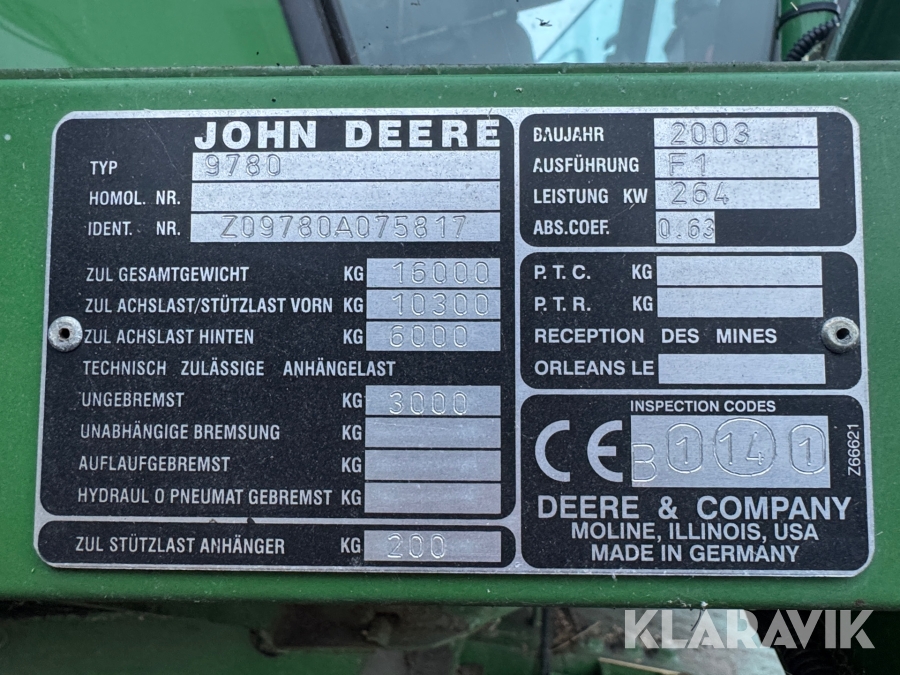 JOHN DEERE
TYP 9780
HOMOL. NR.
IDENT. NR. Z09780A075817
ZUL GESAMTGEWICHT KG 16000
ZUL ACHSLAST/STÜTZLAST VORN KG 10300
ZUL ACHSLAST HINTEN KG 6000
TECHNISCH ZULÄSSIGE ANHÄNGELAST
UNGEBREMST KG 3000
UNABHÄNGIGE BREMSUNG KG
AUFLAUFGEBREMST KG
HYDRAUL O PNEUMAT GEBREMST KG
ZUL STÜTZLAST ANHÄNGER KG 200
BAUJAHR 2003
AUSFÜHRUNG F1
LEISTUNG KW 264
ABS.COEF. 0.63
P.T.C. KG
P.T.R. KG
RECEPTION DES MINES
ORLEANS LE
INSPECTION CODES
CE B 1 14 1
Z66621
DEERE & COMPANY
MOLINE, ILLINOIS, USA
MADE IN GERMANY
KLARAVIK